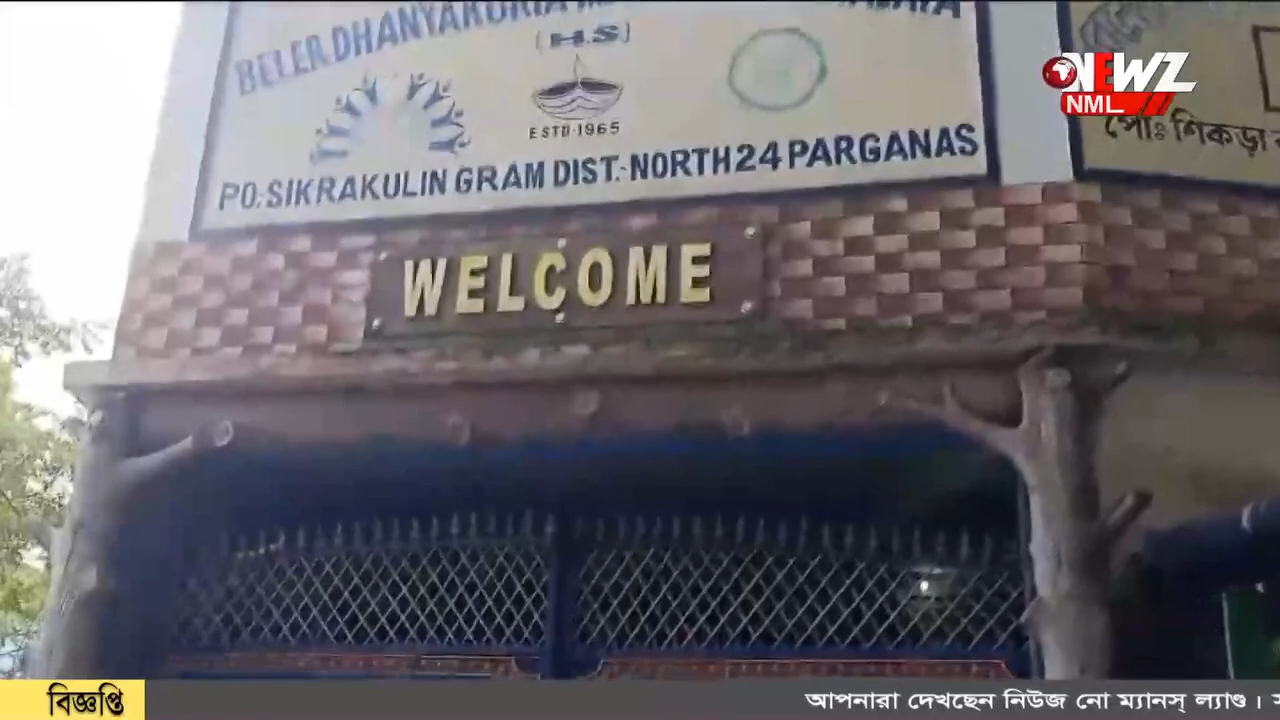 BELER DHANYAKURIA
(H.S)
ESTD-1965
PO:SIKRAKULIN GRAM DIST:-NORTH 24 PARGANAS
পোঃ শিকড়া
WELCOME
NEWZ
NML
বিজ্ঞপ্তি
আপনারা দেখছেন নিউজ নো ম্যানস্ ল্যাণ্ড।